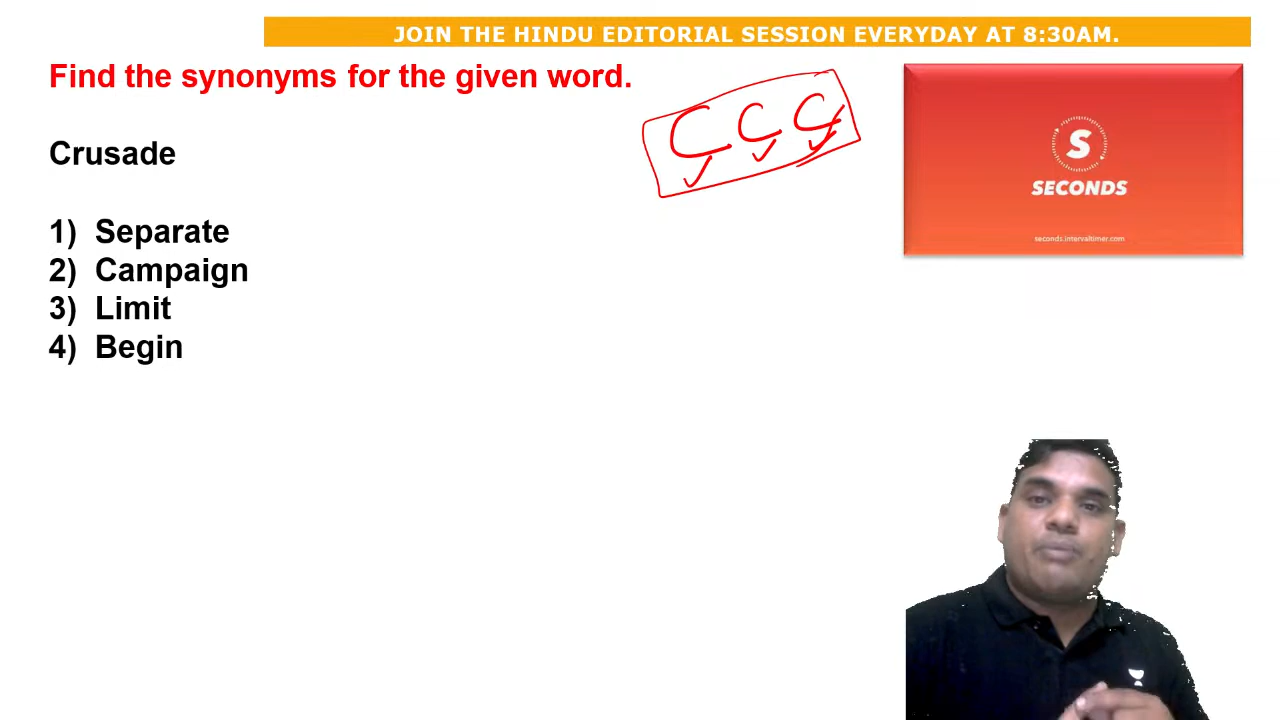 JOIN THE HINDU EDITORIAL SESSION EVERYDAY AT 8:30AM.
Find the synonyms for the given word.
C C C
Crusade
S
SECONDS
seconds.intervaltimer.com
1) Separate
2) Campaign
3) Limit
4) Begin